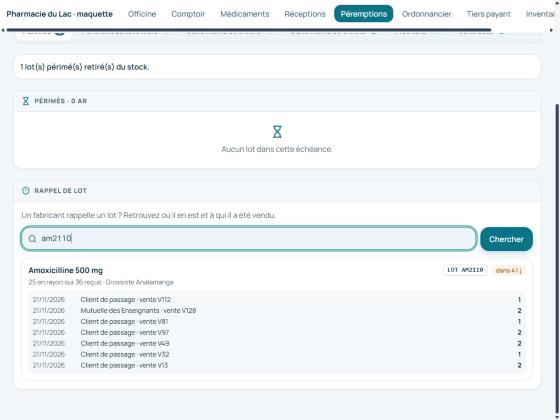 Pharmacie du Lac · maquette Officine Comptoir Médicaments Réceptions Péremptions Ordonnancier Tiers payant
1 lot(s) périmé(s) retiré(s) du stock.
PÉRIMÉS · 0 AR
Aucun lot dans cette échéance.
RAPPEL DE LOT
Un fabricant rappelle un lot ? Retrouvez où il en est et à qui il a été vendu.
am2110 Chercher
Amoxicilline 500 mg LOT AM2110 dans 41 j
25 en rayon sur 36 reçus · Grossiste Analamanga
21/11/2026 Client de passage · vente V112 1
21/11/2026 Mutuelle des Enseignants · vente V128 2
21/11/2026 Client de passage · vente V81 1
21/11/2026 Client de passage · vente V97 2
21/11/2026 Client de passage · vente V49 2
21/11/2026 Client de passage · vente V32 1
21/11/2026 Client de passage · vente V13 2